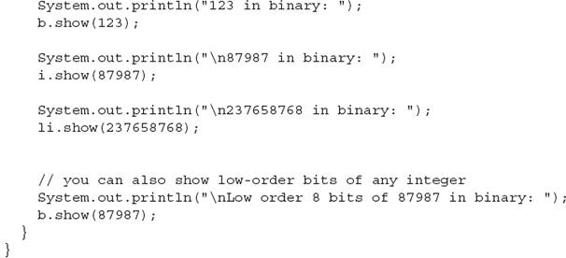 System.out.println("123 in binary: ");
b.show(123);
System.out.println("\n87987 in binary: ");
i.show(87987);
System.out.println("\n237658768 in binary: ");
li.show(237658768);
// you can also show low-order bits of any integer
System.out.println("\nLow order 8 bits of 87987 in binary: ");
b.show(87987);
}
}